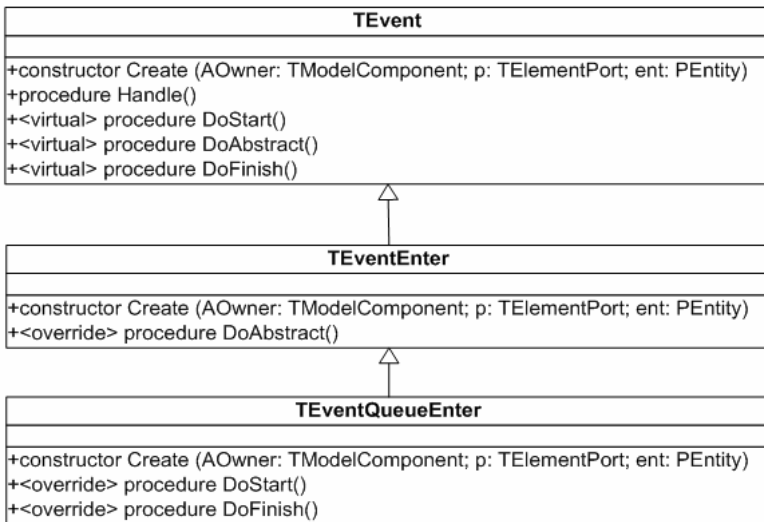 TEvent
+constructor Create (AOwner: TModelComponent; p: TElementPort; ent: PEntity)
+procedure Handle()
+<virtual> procedure DoStart()
+<virtual> procedure DoAbstract()
+<virtual> procedure DoFinish()
TEventEnter
+constructor Create (AOwner: TModelComponent; p: TElementPort; ent: PEntity)
+<override> procedure DoAbstract()
TEventQueueEnter
+constructor Create (AOwner: TModelComponent; p: TElementPort; ent: PEntity)
+<override> procedure DoStart()
+<override> procedure DoFinish()